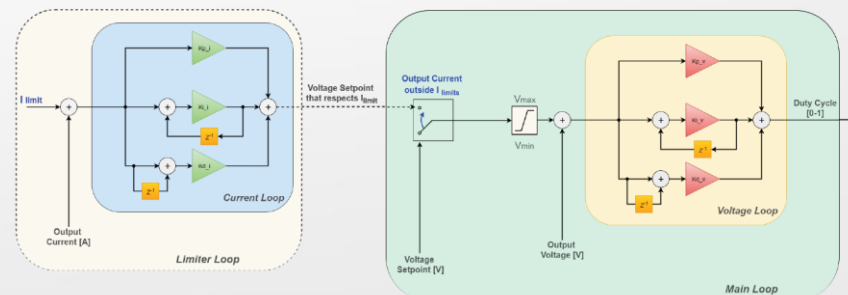 I limit
Kp_i
Ki_i
Z-1
Kd_i
Z-1
Current Loop
Output
Current [A]
Limiter Loop
Voltage Setpoint
that respects Ilimit
Output Current
outside I limits
Voltage
Setpoint [V]
Vmax
Vmin
Output
Voltage [V]
Kp_v
Ki_v
Z-1
Kd_v
Z-1
Voltage Loop
Duty Cycle
[0-1]
Main Loop